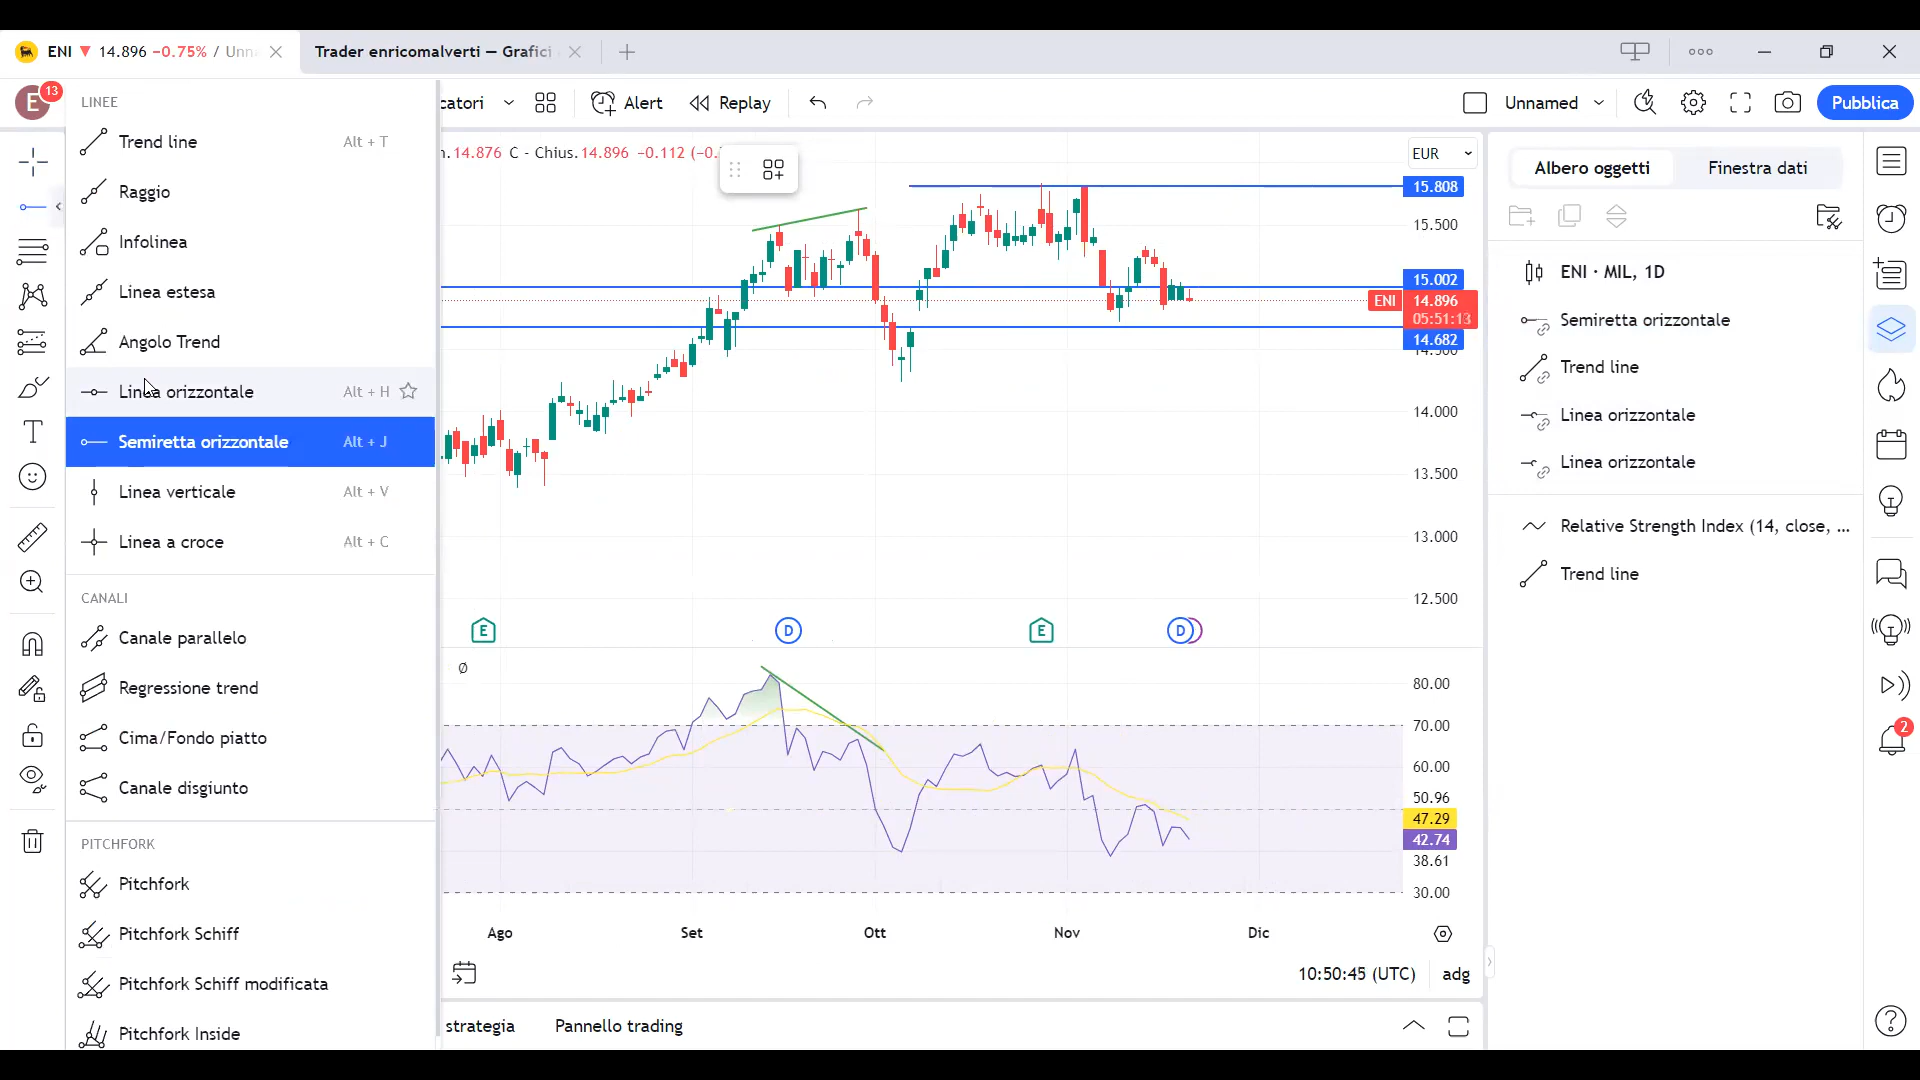 ENI ▼ 14.896 −0.75% / Unn
Trader enricomalverti — Grafici
E
13
catori
Alert
Replay
Unnamed
Pubblica
LINEE
Trend line Alt + T
Raggio
Infolinea
Linea estesa
Angolo Trend
Linea orizzontale Alt + H
Semiretta orizzontale Alt + J
Linea verticale Alt + V
Linea a croce Alt + C
CANALI
Canale parallelo
Regressione trend
Cima/Fondo piatto
Canale disgiunto
PITCHFORK
Pitchfork
Pitchfork Schiff
Pitchfork Schiff modificata
Pitchfork Inside
14.876 C - Chius. 14.896 −0.112
EUR
15.808
15.500
15.002
ENI 14.896
05:51:13
14.682
14.500
14.000
13.500
13.000
12.500
E
D
E
D
Ø
80.00
70.00
60.00
50.96
47.29
42.74
38.61
30.00
Ago Set Ott Nov Dic
10:50:45 (UTC) adg
strategia Pannello trading
Albero oggetti Finestra dati
ENI · MIL, 1D
Semiretta orizzontale
Trend line
Linea orizzontale
Linea orizzontale
Relative Strength Index (14, close, ...
Trend line
2